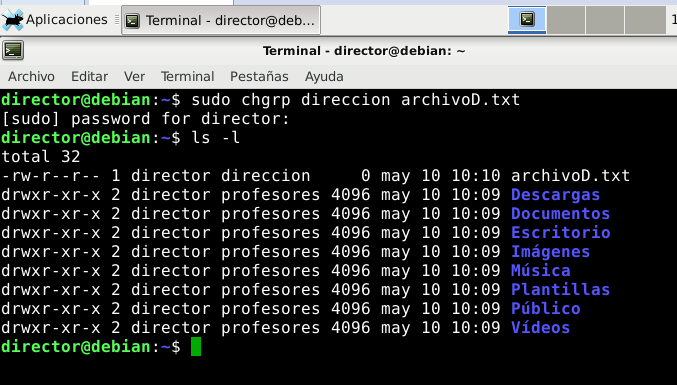 Aplicaciones Terminal - director@deb...
Terminal - director@debian: ~
Archivo Editar Ver Terminal Pestañas Ayuda
director@debian:~$ sudo chgrp direccion archivoD.txt
[sudo] password for director:
director@debian:~$ ls -l
total 32
-rw-r--r-- 1 director direccion     0 may 10 10:10 archivoD.txt
drwxr-xr-x 2 director profesores 4096 may 10 10:09 Descargas
drwxr-xr-x 2 director profesores 4096 may 10 10:09 Documentos
drwxr-xr-x 2 director profesores 4096 may 10 10:09 Escritorio
drwxr-xr-x 2 director profesores 4096 may 10 10:09 Imágenes
drwxr-xr-x 2 director profesores 4096 may 10 10:09 Música
drwxr-xr-x 2 director profesores 4096 may 10 10:09 Plantillas
drwxr-xr-x 2 director profesores 4096 may 10 10:09 Público
drwxr-xr-x 2 director profesores 4096 may 10 10:09 Vídeos
director@debian:~$